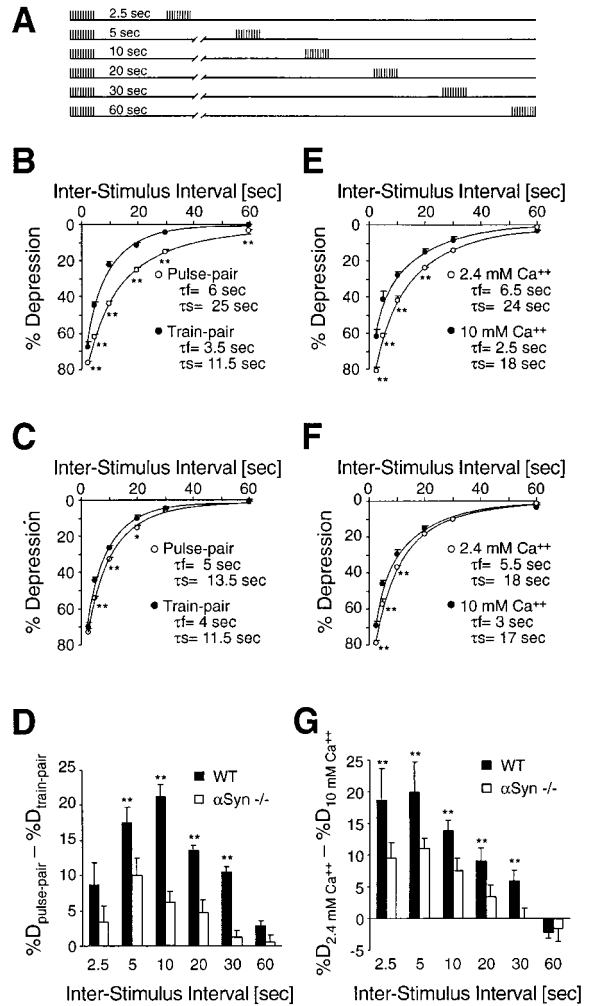 A
2.5 sec
5 sec
10 sec
20 sec
30 sec
60 sec
B
Inter-Stimulus Interval [sec]
0 20 40 60
% Depression
0
20
40
60
80
Pulse-pair
τf= 6 sec
τs= 25 sec
Train-pair
τf= 3.5 sec
τs= 11.5 sec
** ** ** ** ** **
E
Inter-Stimulus Interval [sec]
0 20 40 60
% Depression
0
20
40
60
80
2.4 mM Ca++
τf= 6.5 sec
τs= 24 sec
10 mM Ca++
τf= 2.5 sec
τs= 18 sec
** ** ** **
C
Inter-Stimulus Interval [sec]
0 20 40 60
% Depression
0
20
40
60
80
Pulse-pair
τf= 5 sec
τs= 13.5 sec
Train-pair
τf= 4 sec
τs= 11.5 sec
* ** **
F
Inter-Stimulus Interval [sec]
0 20 40 60
% Depression
0
20
40
60
80
2.4 mM Ca++
τf= 5.5 sec
τs= 18 sec
10 mM Ca++
τf= 3 sec
τs= 17 sec
** ** **
D
%Dpulse-pair – %Dtrain-pair
25
20
15
10
5
0
WT
αSyn -/-
** ** ** **
2.5 5 10 20 30 60
Inter-Stimulus Interval [sec]
G
%D2.4 mM Ca++ – %D10 mM Ca++
25
20
15
10
5
0
-5
WT
αSyn -/-
** ** ** ** **
2.5 5 10 20 30 60
Inter-Stimulus Interval [sec]